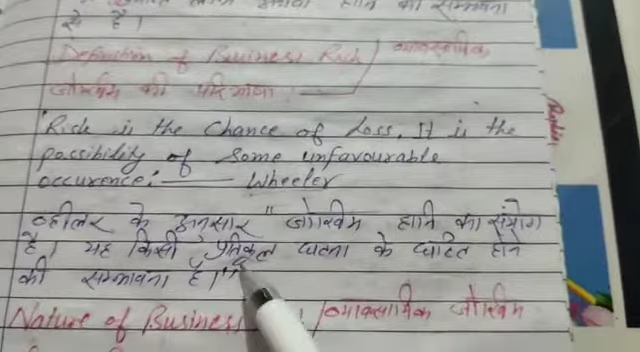 से है।
Definition of Business Risk / व्यावसायिक
जोखिम की परिभाषा :—
"Risk is the chance of Loss. It is the
possibility of some unfavourable
occurence: —— Wheeler
व्हीलर के अनुसार "जोखिम हानि का संयोग
है। यह किसी प्रतिकूल घटना के घटित होने
की सम्भावना है।"
Nature of Business / व्यावसायिक जोखिम